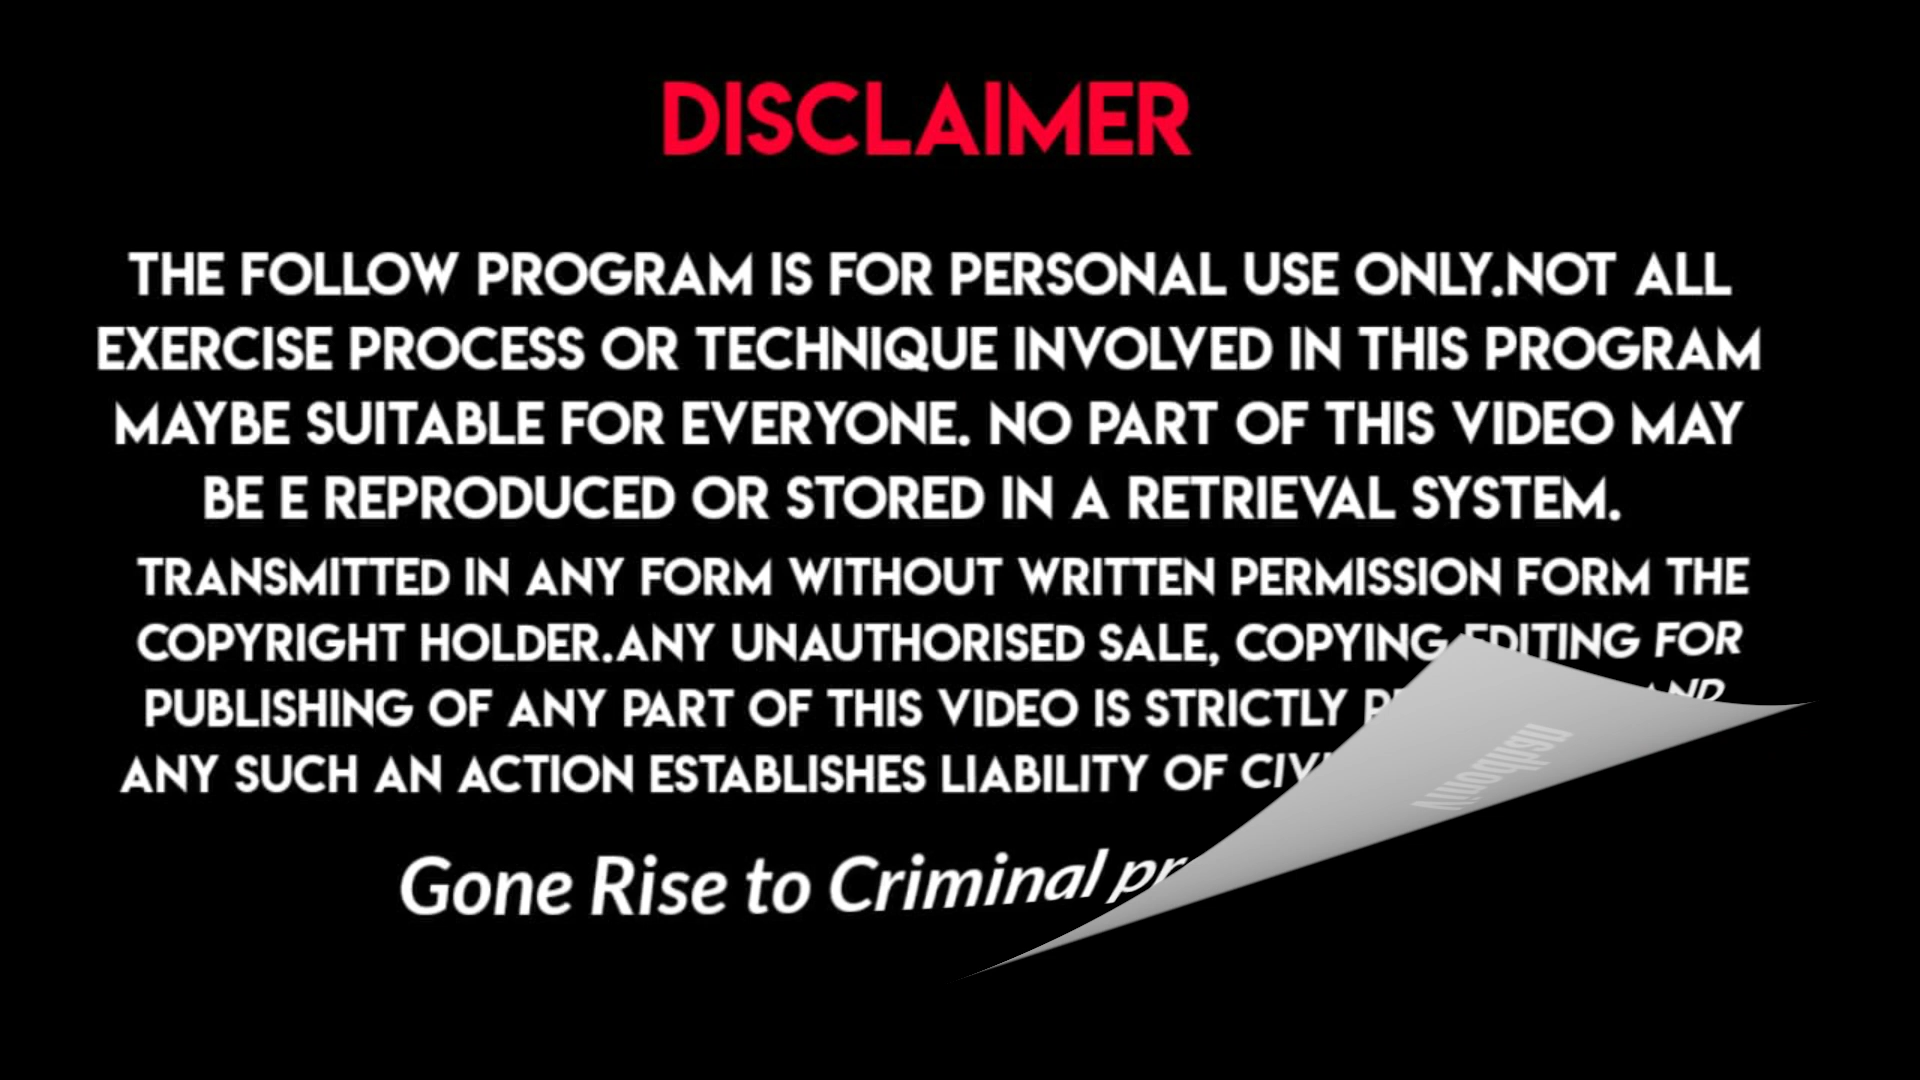 DISCLAIMER
THE FOLLOW PROGRAM IS FOR PERSONAL USE ONLY.NOT ALL
EXERCISE PROCESS OR TECHNIQUE INVOLVED IN THIS PROGRAM
MAYBE SUITABLE FOR EVERYONE. NO PART OF THIS VIDEO MAY
BE E REPRODUCED OR STORED IN A RETRIEVAL SYSTEM.
TRANSMITTED IN ANY FORM WITHOUT WRITTEN PERMISSION FORM THE
COPYRIGHT HOLDER.ANY UNAUTHORISED SALE, COPYING EDITING FOR
PUBLISHING OF ANY PART OF THIS VIDEO IS STRICTLY AND
ANY SUCH AN ACTION ESTABLISHES LIABILITY OF
Gone Rise to Criminal